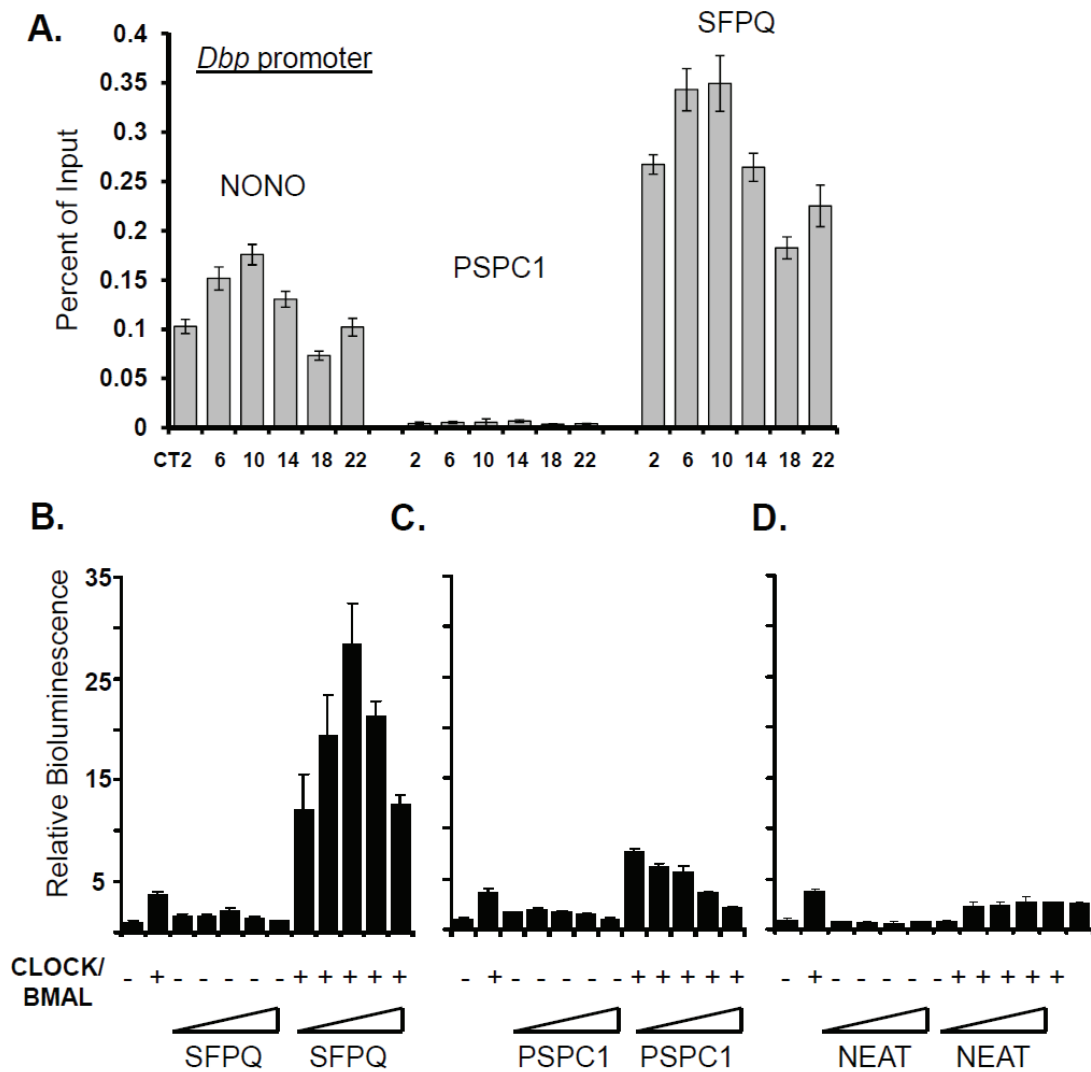 A.
Dbp promoter
Percent of Input
0.4
0.35
0.3
0.25
0.2
0.15
0.1
0.05
0
NONO
PSPC1
SFPQ
CT2 6 10 14 18 22 2 6 10 14 18 22 2 6 10 14 18 22
B.
C.
D.
Relative Bioluminescence
35
25
15
5
CLOCK/
BMAL
- + - - - - - + + + + +
- + - - - - - + + + + +
- + - - - - - + + + + +
SFPQ SFPQ
PSPC1 PSPC1
NEAT NEAT